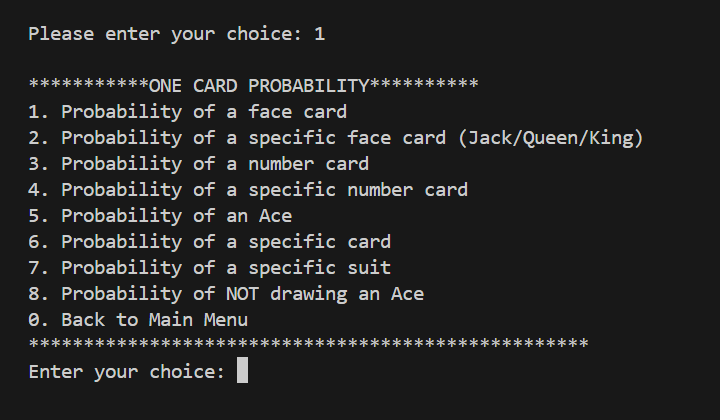 Please enter your choice: 1
***********ONE CARD PROBABILITY**********
1. Probability of a face card
2. Probability of a specific face card (Jack/Queen/King)
3. Probability of a number card
4. Probability of a specific number card
5. Probability of an Ace
6. Probability of a specific card
7. Probability of a specific suit
8. Probability of NOT drawing an Ace
0. Back to Main Menu
***************************************************
Enter your choice: